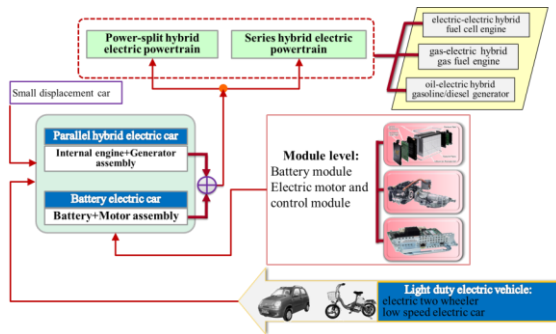 Power-split hybrid
electric powertrain
Series hybrid electric
powertrain
electric-electric hybrid
fuel cell engine
gas-electric hybrid
gas fuel engine
oil-electric hybrid
gasoline/diesel generator
Small displacement car
Parallel hybrid electric car
Internal engine+Generator
assembly
Battery electric car
Battery+Motor assembly
Module level:
Battery module
Electric motor and
control module
Light duty electric vehicle:
electric two wheeler
low speed electric car